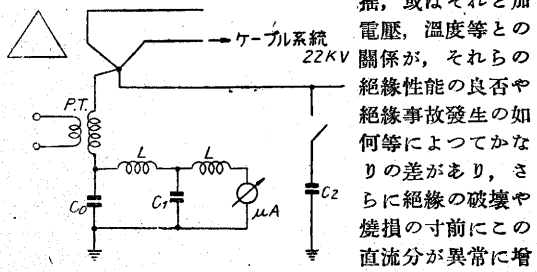 ケーブル系統
22KV
P.T.
L
L
C0
C1
μA
C2
搖, 或はそれと加
電壓, 溫度等との
關係が, それらの
絶縁性能の良否や
絶縁事故發生の如
何等によつてかな
りの差があり, さ
らに絶縁の破壞や
燒損の寸前にこの
直流分が異常に增